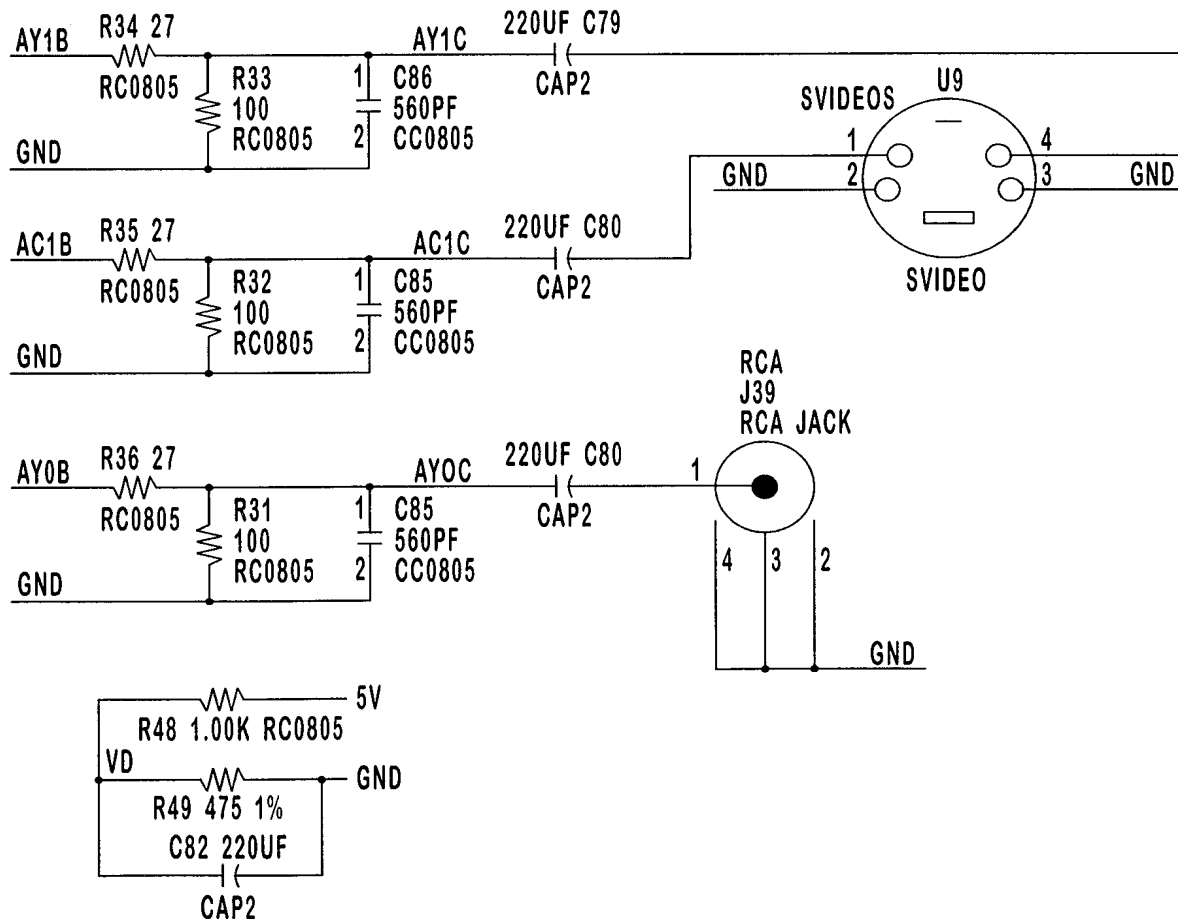 R34 27
AY1B
RC0805
R33
100
RC0805
GND
AY1C
1
C86
560PF
2
CC0805
220UF C79
CAP2
U9
SVIDEOS
1
4
GND
2
3
GND
SVIDEO
R35 27
AC1B
RC0805
R32
100
RC0805
GND
AC1C
1
C85
560PF
2
CC0805
220UF C80
CAP2
RCA
J39
RCA JACK
R36 27
AY0B
RC0805
R31
100
RC0805
GND
AYOC
1
C85
560PF
2
CC0805
220UF C80
CAP2
1
4
3
2
GND
5V
R48 1.00K RC0805
VD
GND
R49 475 1%
C82 220UF
CAP2